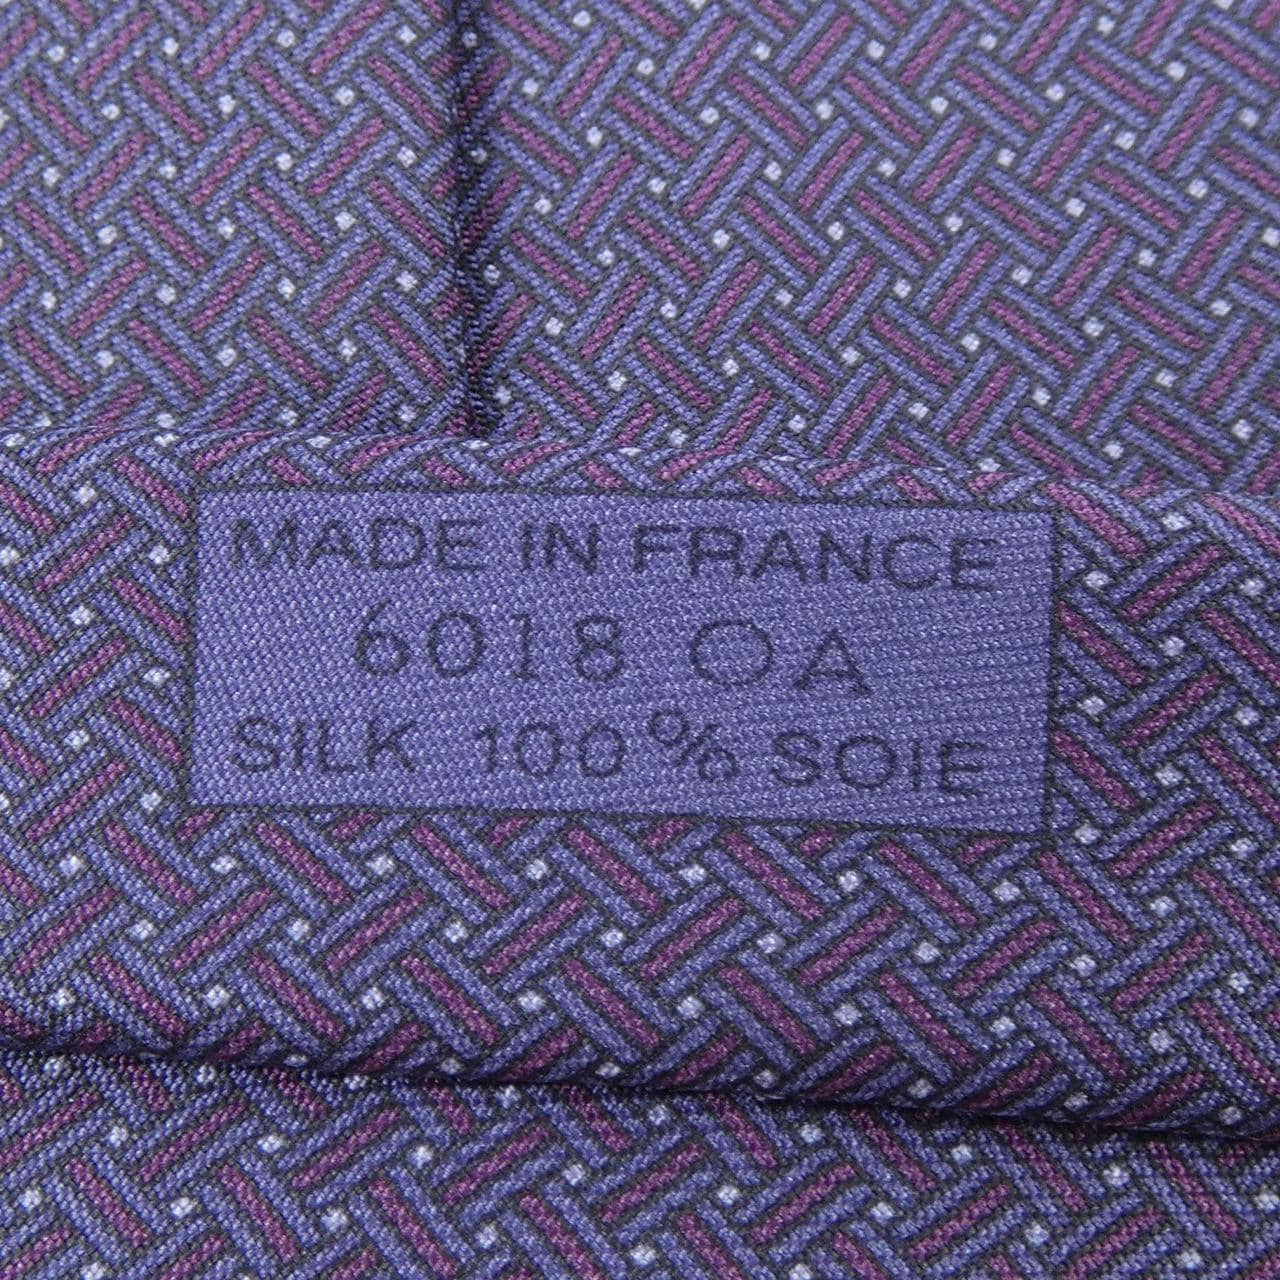 MADE IN FRANCE
6018 OA
SILK 100% SOIE